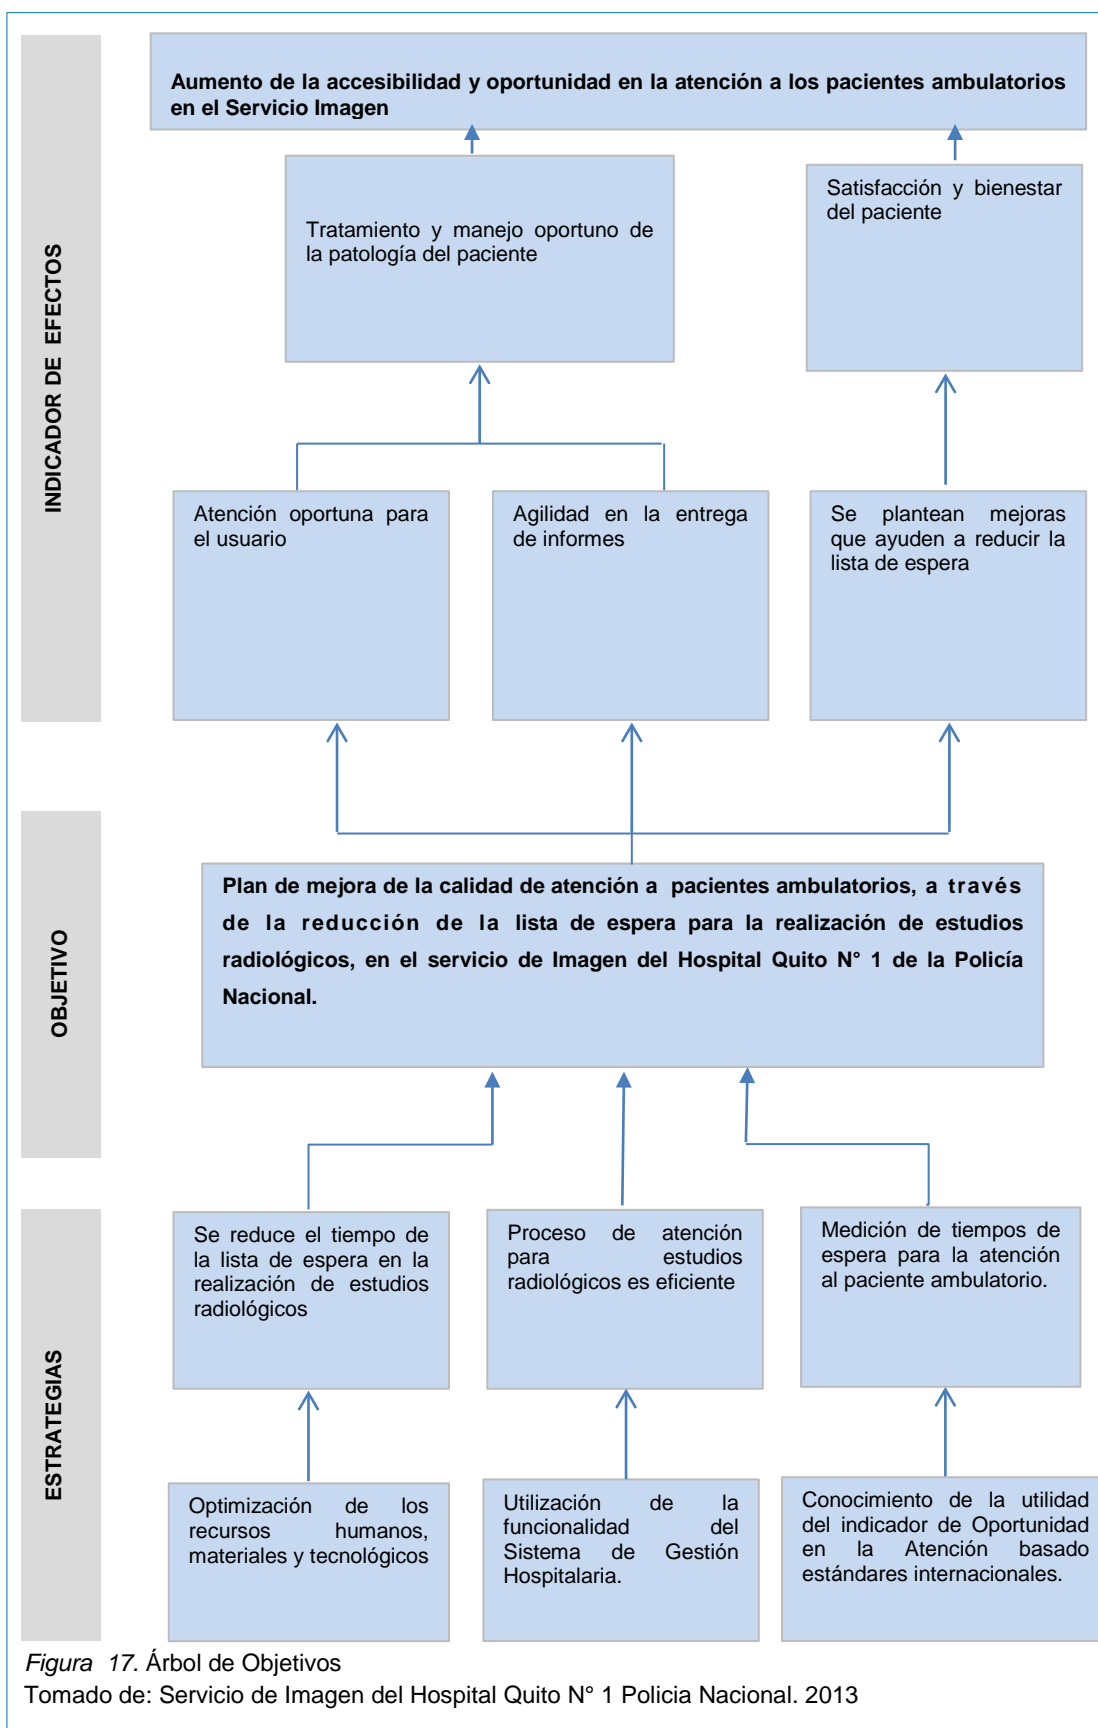 Aumento de la accesibilidad y oportunidad en la atención a los pacientes ambulatorios
en el Servicio Imagen
INDICADOR DE EFECTOS
Tratamiento y manejo oportuno de
la patología del paciente
Satisfacción y bienestar
del paciente
Atención oportuna para
el usuario
Agilidad en la entrega
de informes
Se plantean mejoras
que ayuden a reducir la
lista de espera
OBJETIVO
Plan de mejora de la calidad de atención a pacientes ambulatorios, a través
de la reducción de la lista de espera para la realización de estudios
radiológicos, en el servicio de Imagen del Hospital Quito N° 1 de la Policía
Nacional.
ESTRATEGIAS
Se reduce el tiempo de
la lista de espera en la
realización de estudios
radiológicos
Proceso de atención
para estudios
radiológicos es eficiente
Medición de tiempos de
espera para la atención
al paciente ambulatorio.
Optimización de los
recursos humanos,
materiales y tecnológicos
Utilización de la
funcionalidad del
Sistema de Gestión
Hospitalaria.
Conocimiento de la utilidad
del indicador de Oportunidad
en la Atención basado
estándares internacionales.
Figura 17. Árbol de Objetivos
Tomado de: Servicio de Imagen del Hospital Quito N° 1 Policia Nacional. 2013